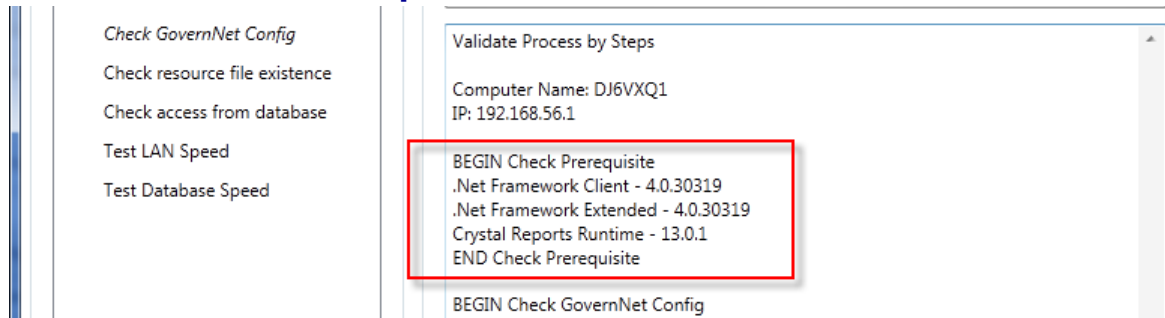 Check GovernNet Config
Check resource file existence
Check access from database
Test LAN Speed
Test Database Speed
Validate Process by Steps
Computer Name: DJ6VXQ1
IP: 192.168.56.1
BEGIN Check Prerequisite
.Net Framework Client - 4.0.30319
.Net Framework Extended - 4.0.30319
Crystal Reports Runtime - 13.0.1
END Check Prerequisite
BEGIN Check GovernNet Config